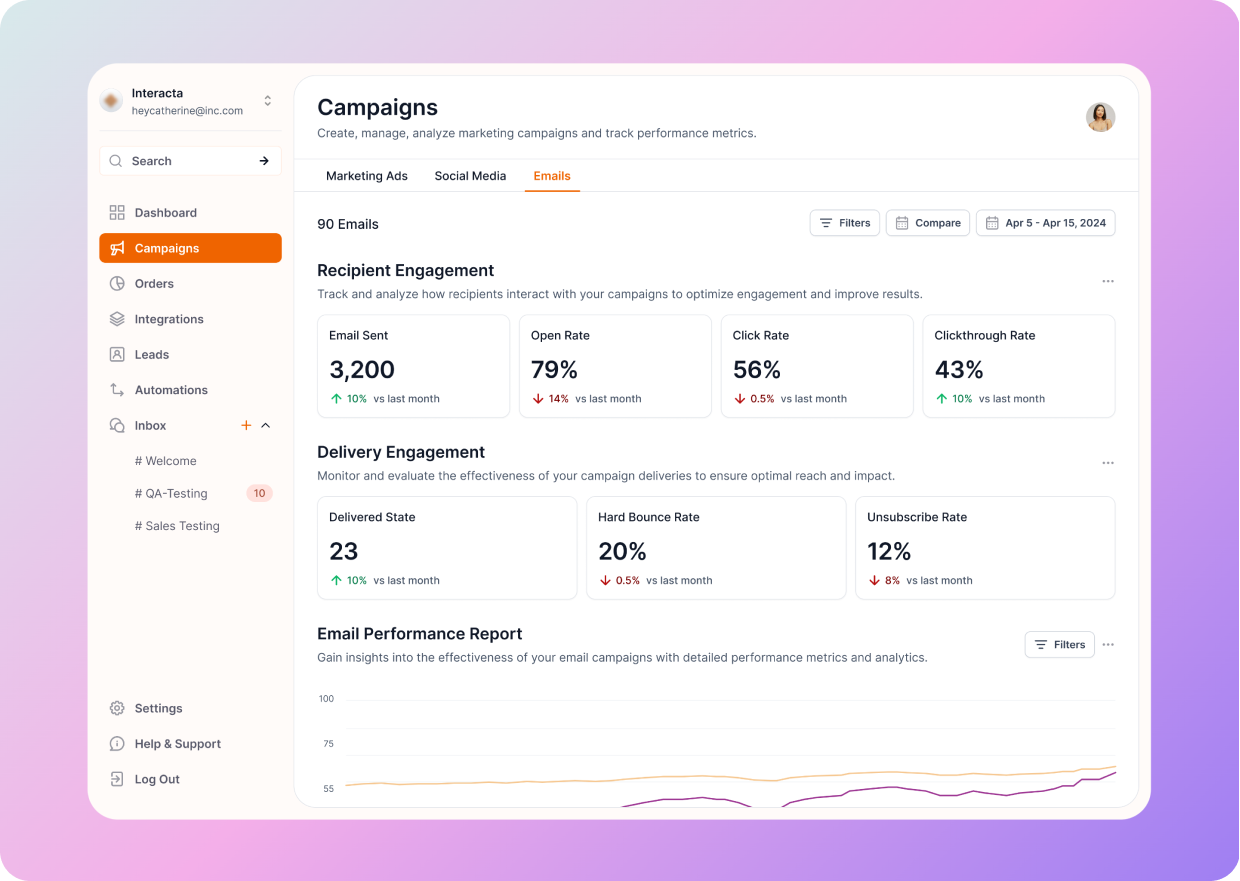 Interacta
heycatherine@inc.com
Search
Dashboard
Campaigns
Orders
Integrations
Leads
Automations
Inbox
# Welcome
# QA-Testing 10
# Sales Testing
Settings
Help & Support
Log Out
Campaigns
Create, manage, analyze marketing campaigns and track performance metrics.
Marketing Ads Social Media Emails
90 Emails Filters Compare Apr 5 - Apr 15, 2024
Recipient Engagement
Track and analyze how recipients interact with your campaigns to optimize engagement and improve results.
Email Sent Open Rate Click Rate Clickthrough Rate
3,200 79% 56% 43%
10% vs last month 14% vs last month 0.5% vs last month 10% vs last month
Delivery Engagement
Monitor and evaluate the effectiveness of your campaign deliveries to ensure optimal reach and impact.
Delivered State Hard Bounce Rate Unsubscribe Rate
23 20% 12%
10% vs last month 0.5% vs last month 8% vs last month
Email Performance Report
Filters
Gain insights into the effectiveness of your email campaigns with detailed performance metrics and analytics.
100
75
55